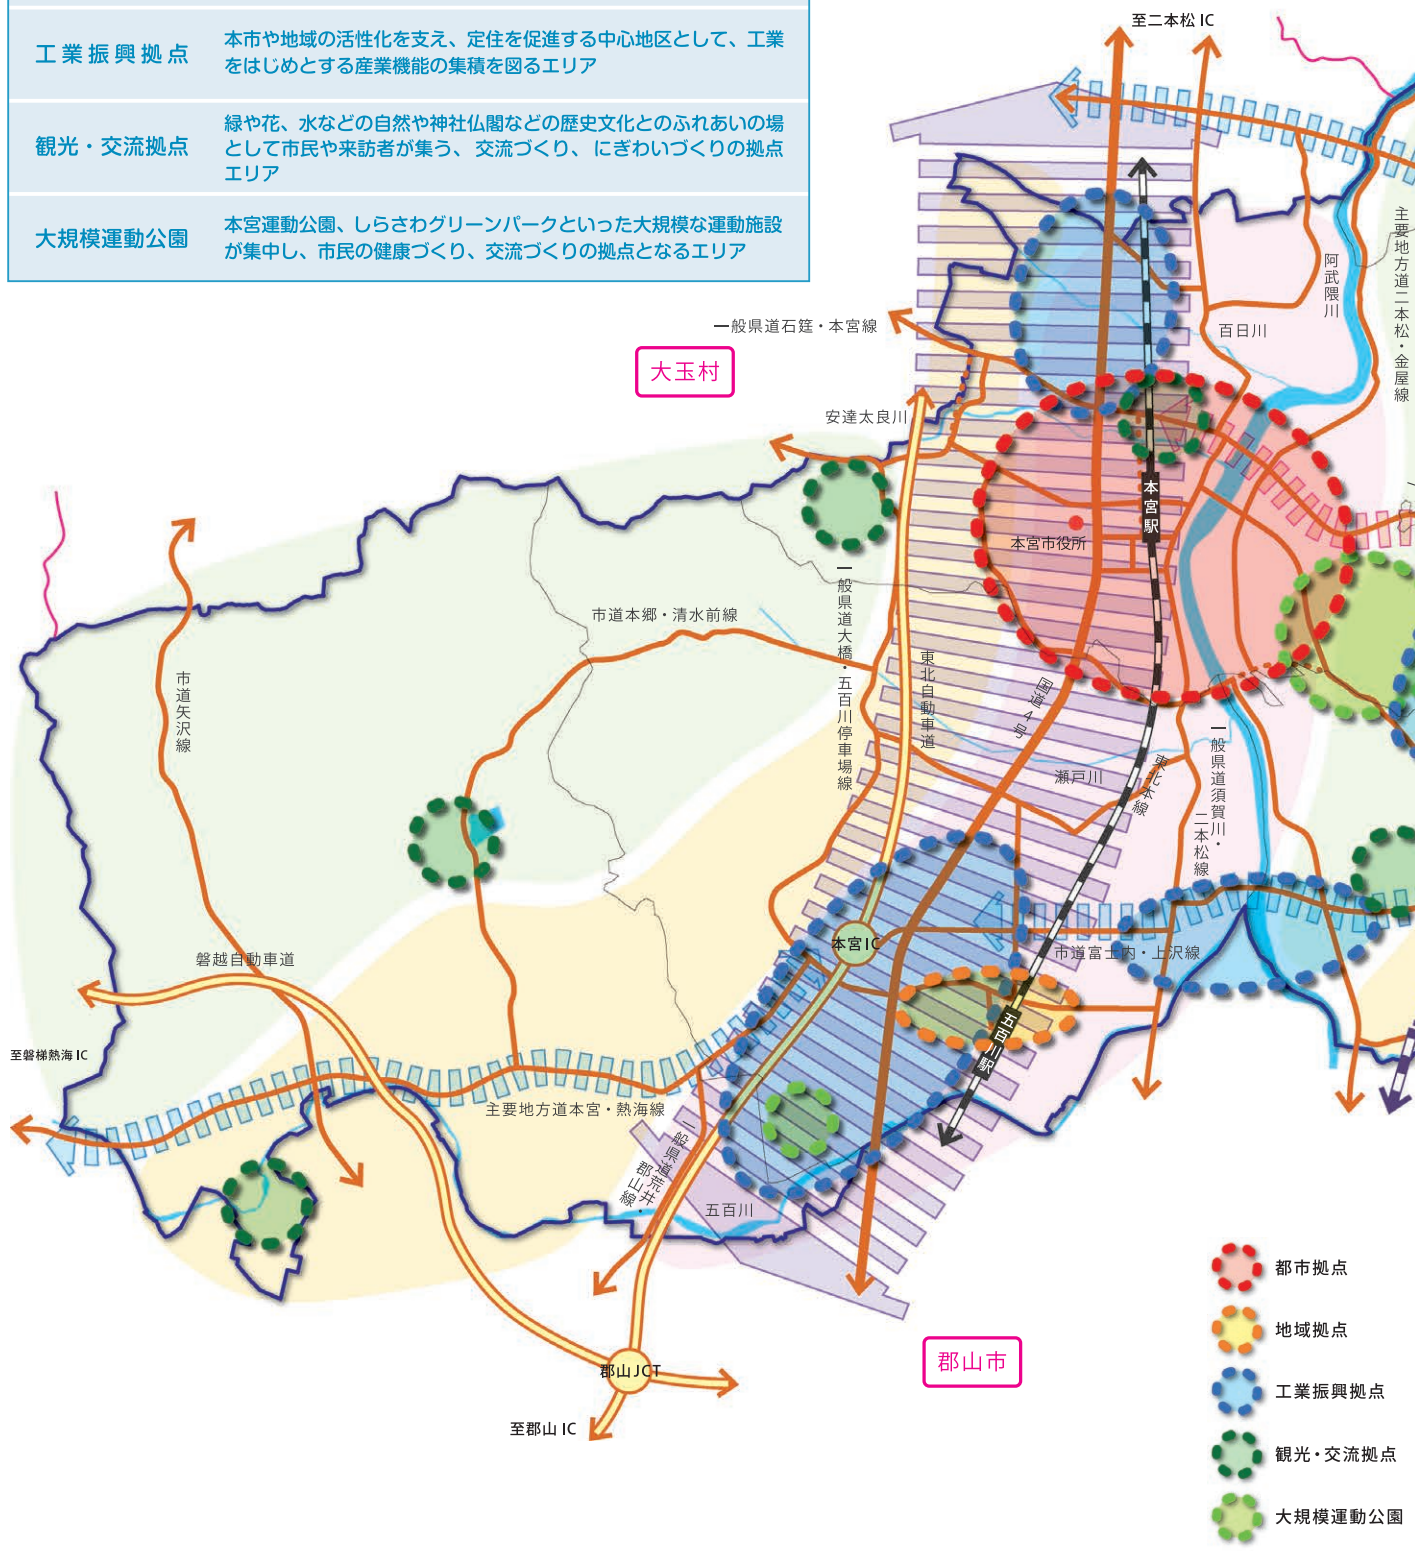 工業振興拠点
本市や地域の活性化を支え、定住を促進する中心地区として、工業
をはじめとする産業機能の集積を図るエリア
観光・交流拠点
緑や花、水などの自然や神社仏閣などの歴史文化とのふれあいの場
として市民や来訪者が集う、交流づくり、にぎわいづくりの拠点
エリア
大規模運動公園
本宮運動公園、しらさわグリーンパークといった大規模な運動施設
が集中し、市民の健康づくり、交流づくりの拠点となるエリア
至二本松IC
主要地方道二本松・金屋線
阿武隈川
百日川
一般県道石筵・本宮線
大玉村
安達太良川
本宮駅
本宮市役所
一般県道大橋・五百川停車場線
市道本郷・清水前線
東北自動車道
国道4号
市道矢沢線
瀬戸川
東北本線
一般県道須賀川・
二本松線
本宮IC
市道富士内・上沢線
磐越自動車道
五百川駅
至磐梯熱海IC
主要地方道本宮・熱海線
一般県道荒井・
郡山線
五百川
郡山市
郡山JCT
至郡山IC
都市拠点
地域拠点
工業振興拠点
観光・交流拠点
大規模運動公園